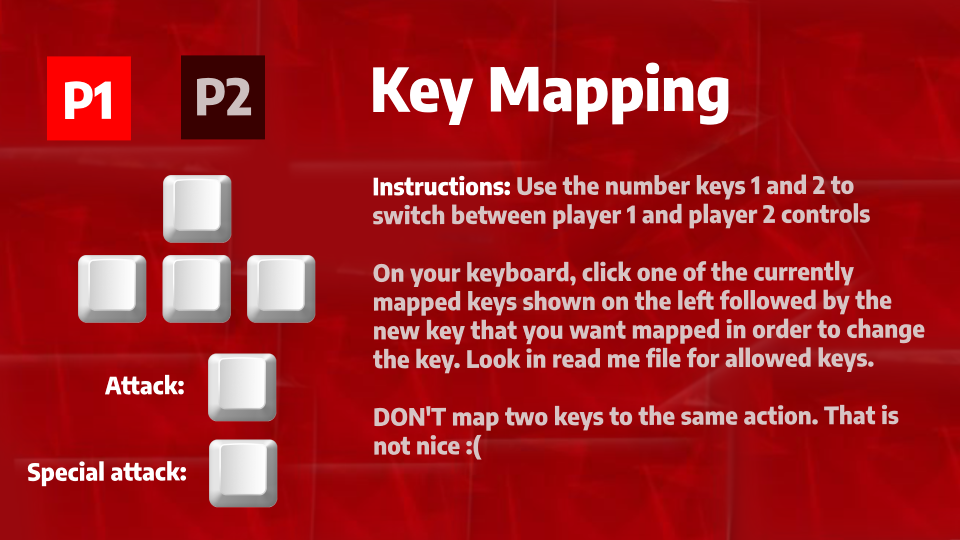 P1 P2
Key Mapping
Instructions: Use the number keys 1 and 2 to
switch between player 1 and player 2 controls
On your keyboard, click one of the currently
mapped keys shown on the left followed by the
new key that you want mapped in order to change
the key. Look in read me file for allowed keys.
DON'T map two keys to the same action. That is
not nice :(
Attack:
Special attack: